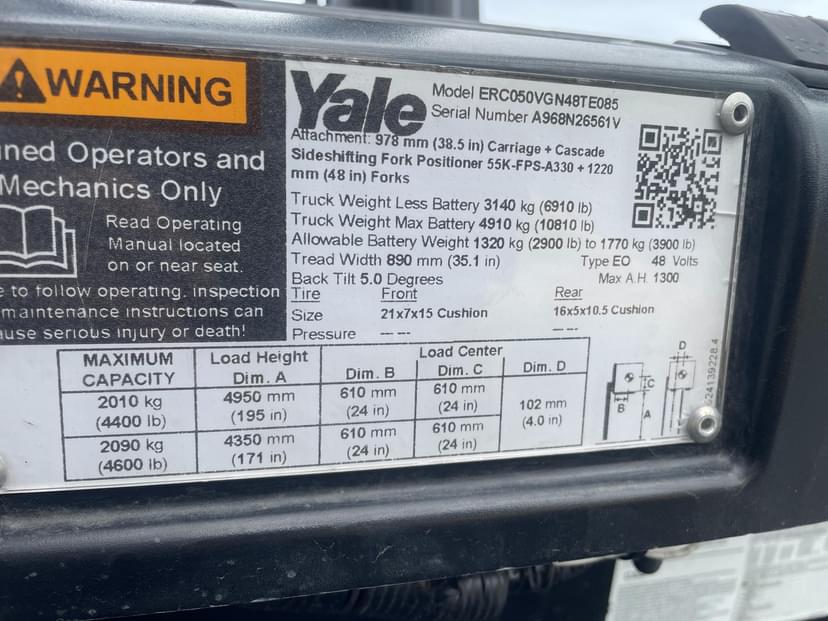 WARNING
ned Operators and
Mechanics Only
Read Operating
Manual located
on or near seat.
to follow operating, inspection
maintenance instructions can
use serious injury or death!
Yale
Model ERC050VGN48TE085
Serial Number A968N26561V
Attachment: 978 mm (38.5 in) Carriage + Cascade
Sideshifting Fork Positioner 55K-FPS-A330 + 1220
mm (48 in) Forks
Truck Weight Less Battery 3140 kg (6910 lb)
Truck Weight Max Battery 4910 kg (10810 lb)
Allowable Battery Weight 1320 kg (2900 lb) to 1770 kg (3900 lb)
Tread Width 890 mm (35.1 in) Type EO 48 Volts
Back Tilt 5.0 Degrees Max A.H. 1300
Tire Front Rear
Size 21x7x15 Cushion 16x5x10.5 Cushion
Pressure -- -- -- --
MAXIMUM CAPACITY Load Height Dim. A Load Center Dim. B Dim. C Dim. D
2010 kg (4400 lb) 4950 mm (195 in) 610 mm (24 in) 610 mm (24 in) 102 mm (4.0 in)
2090 kg (4600 lb) 4350 mm (171 in) 610 mm (24 in) 610 mm (24 in)
D
C
B
A
524139228.4